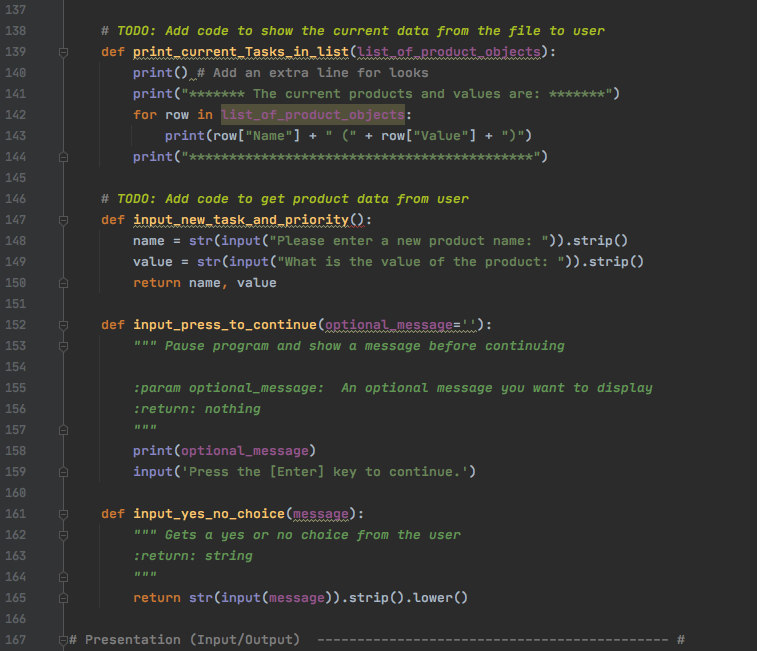 137
138 # TODO: Add code to show the current data from the file to user
139 def print_current_Tasks_in_list(list_of_product_objects):
140 print() # Add an extra line for looks
141 print("******* The current products and values are: *******")
142 for row in list_of_product_objects:
143 print(row["Name"] + " (" + row["Value"] + ")")
144 print("*******************************************")
145
146 # TODO: Add code to get product data from user
147 def input_new_task_and_priority():
148 name = str(input("Please enter a new product name: ")).strip()
149 value = str(input("What is the value of the product: ")).strip()
150 return name, value
151
152 def input_press_to_continue(optional_message=''):
153 """ Pause program and show a message before continuing
154
155 :param optional_message:  An optional message you want to display
156 :return: nothing
157 """
158 print(optional_message)
159 input('Press the [Enter] key to continue.')
160
161 def input_yes_no_choice(message):
162 """ Gets a yes or no choice from the user
163 :return: string
164 """
165 return str(input(message)).strip().lower()
166
167 # Presentation (Input/Output)  -------------------------------------------- #